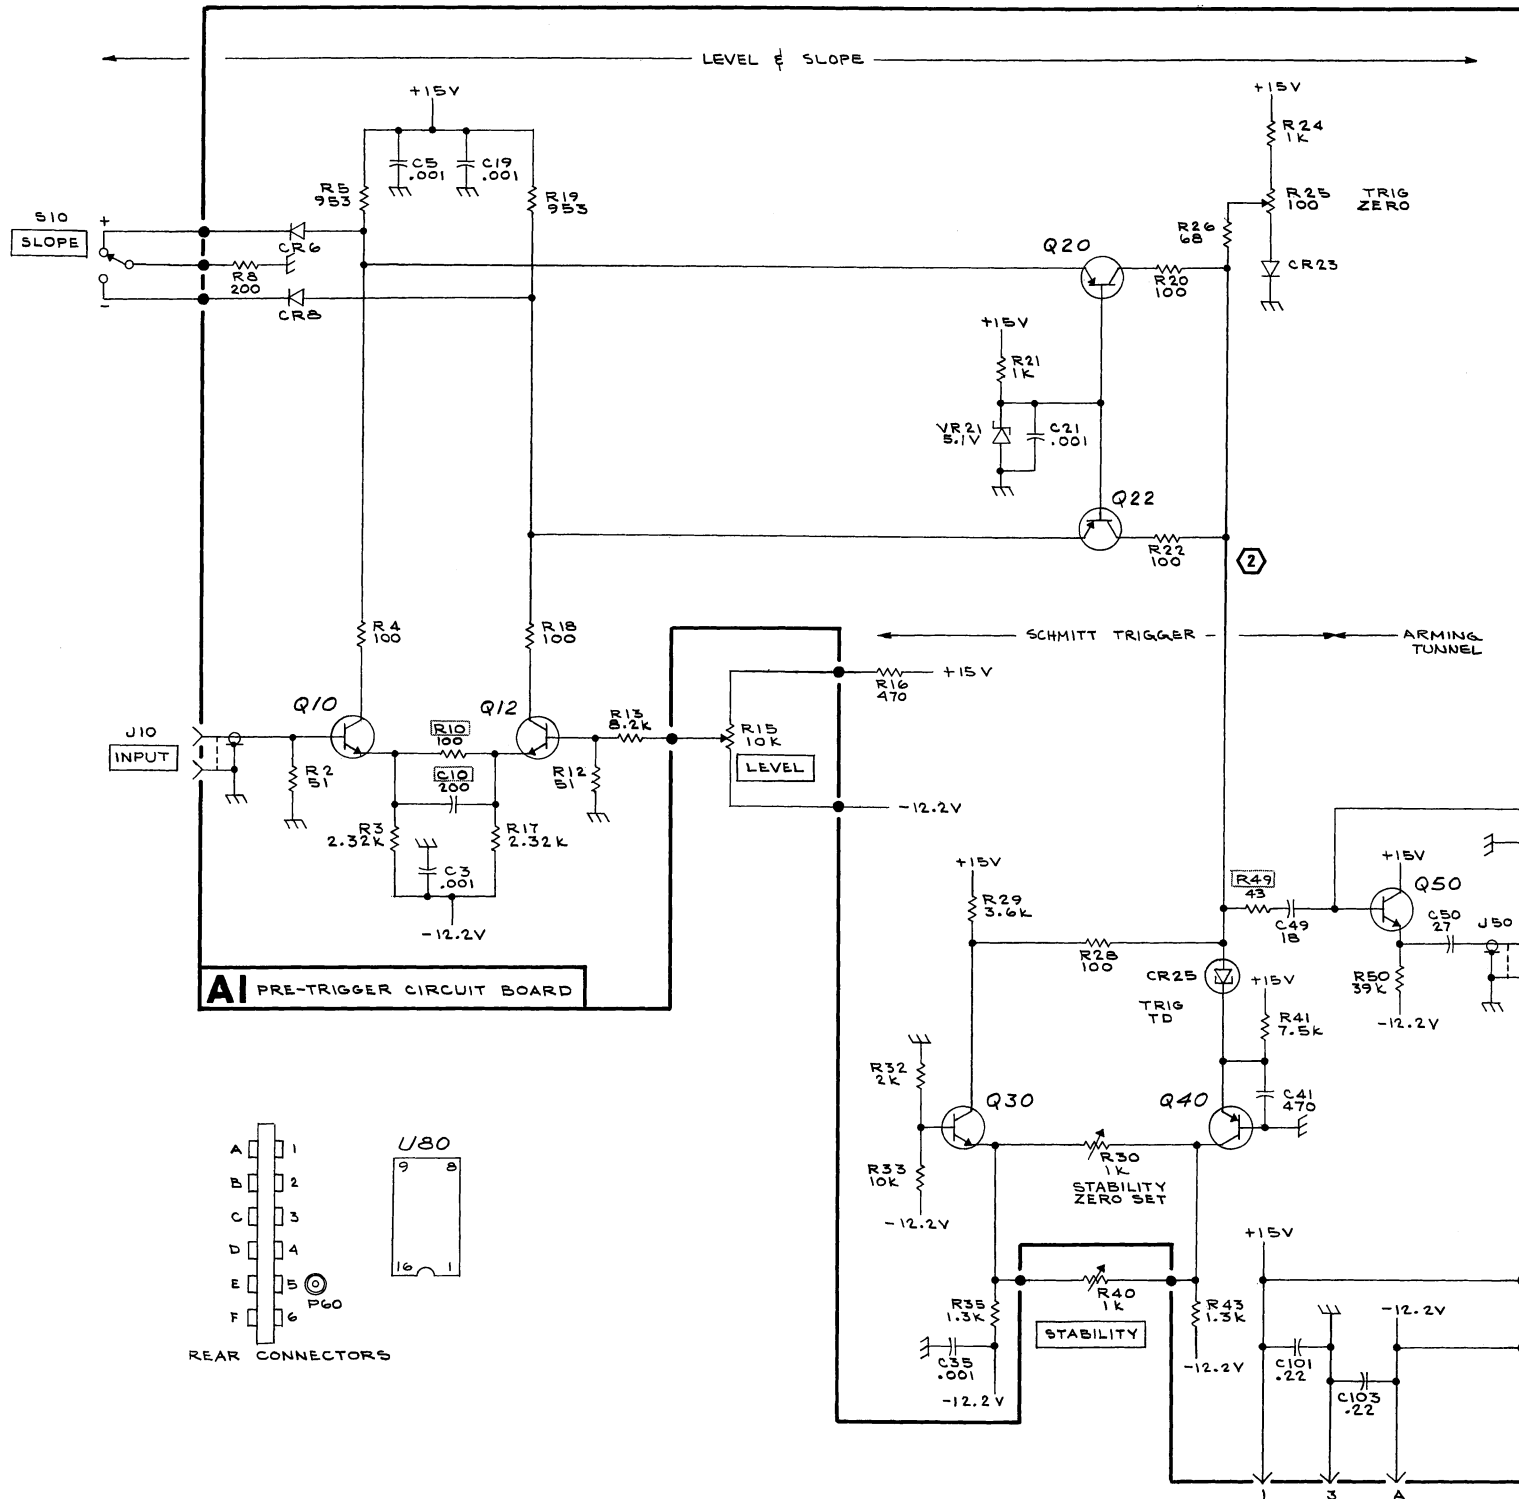 LEVEL & SLOPE
+15V
+15V
R24
1K
C5
.001
C19
.001
R5
953
R19
953
R25
100
TRIG
ZERO
S10
SLOPE
+
-
CR6
R8
200
CR8
R26
68
Q20
R20
100
CR23
+15V
R21
1K
VR21
5.1V
C21
.001
Q22
R22
100
2
R4
100
R18
100
SCHMITT TRIGGER
ARMING
TUNNEL
R16
470
+15V
Q10
Q12
R13
8.2K
R10
100
R15
10K
LEVEL
J10
INPUT
R2
51
C10
200
R12
51
-12.2V
R3
2.32K
R17
2.32K
C3
.001
-12.2V
+15V
R29
3.6K
R49
43
C49
18
+15V
Q50
C50
27
J50
R28
100
CR25
TRIG
TD
+15V
R41
7.5K
R50
39K
-12.2V
A1 PRE-TRIGGER CIRCUIT BOARD
R32
2K
Q30
Q40
C41
470
R33
10K
-12.2V
R30
1K
STABILITY
ZERO SET
A 1
B 2
C 3
D 4
E 5
F 6
P60
REAR CONNECTORS
U80
9 8
16 1
+15V
R35
1.3K
R40
1K
STABILITY
R43
1.3K
-12.2V
-12.2V
C35
.001
-12.2V
C101
.22
C103
.22
1 3 A